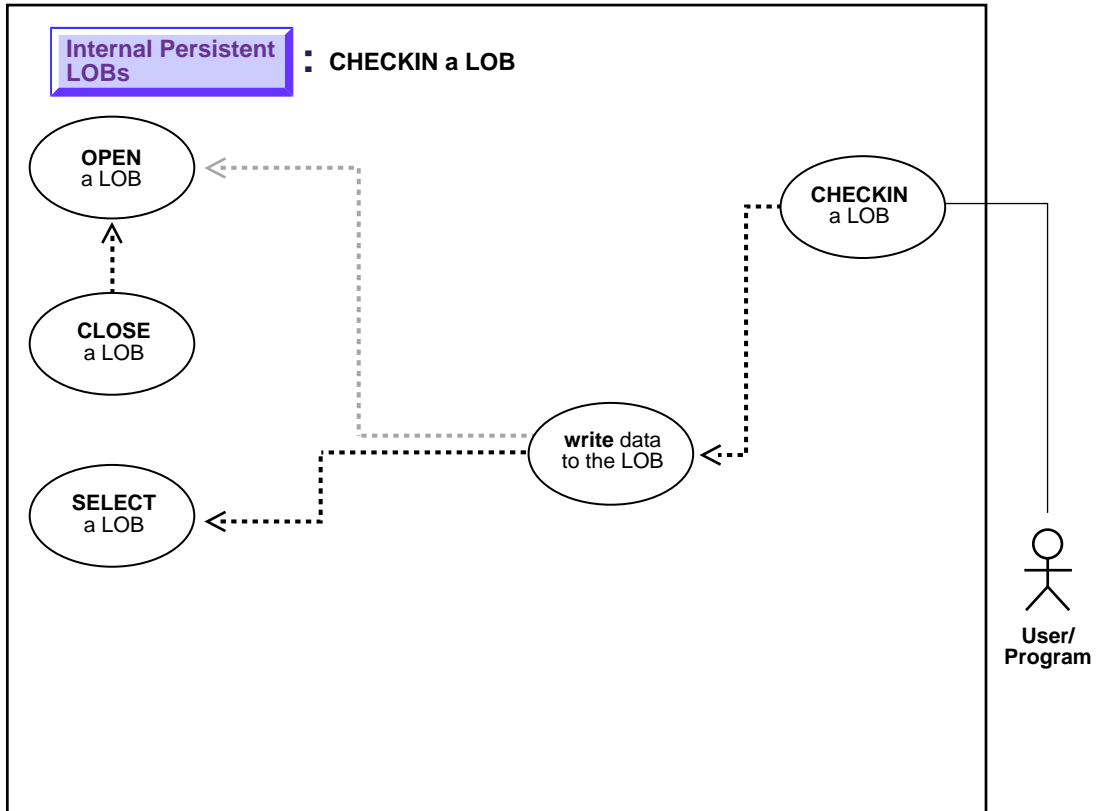 Internal Persistent
LOBs
: CHECKIN a LOB
OPEN
a LOB
CHECKIN
a LOB
CLOSE
a LOB
write data
to the LOB
SELECT
a LOB
User/
Program